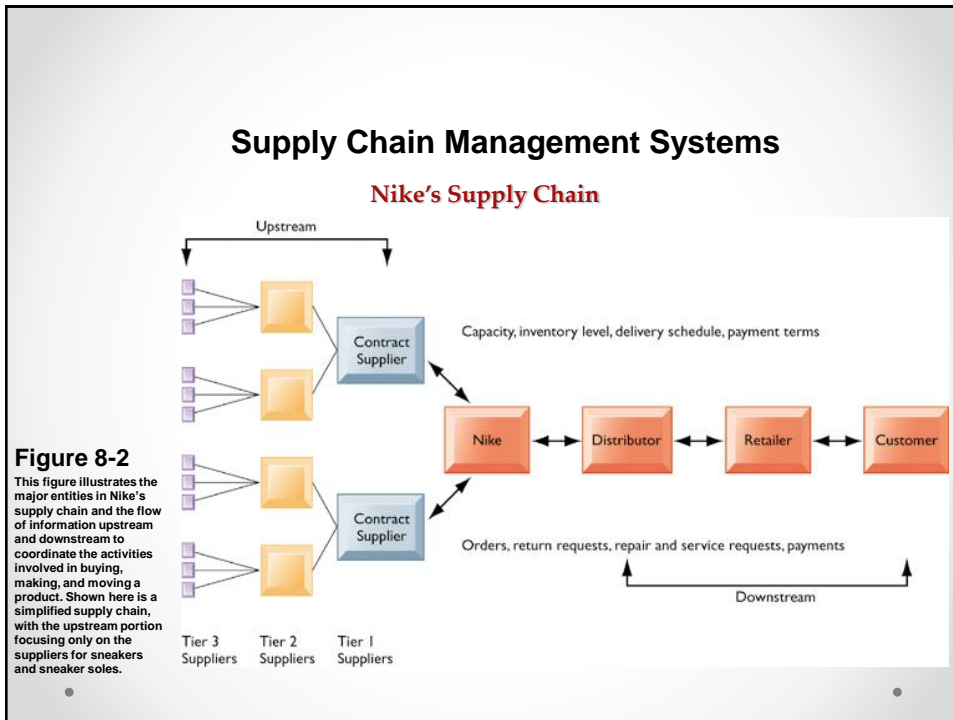 Supply Chain Management Systems
Nike's Supply Chain
Upstream
Contract
Supplier
Capacity, inventory level, delivery schedule, payment terms
Nike
Distributor
Retailer
Customer
Contract
Supplier
Orders, return requests, repair and service requests, payments
Downstream
Tier 3
Suppliers
Tier 2
Suppliers
Tier 1
Suppliers
Figure 8-2
This figure illustrates the
major entities in Nike's
supply chain and the flow
of information upstream
and downstream to
coordinate the activities
involved in buying,
making, and moving a
product. Shown here is a
simplified supply chain,
with the upstream portion
focusing only on the
suppliers for sneakers
and sneaker soles.